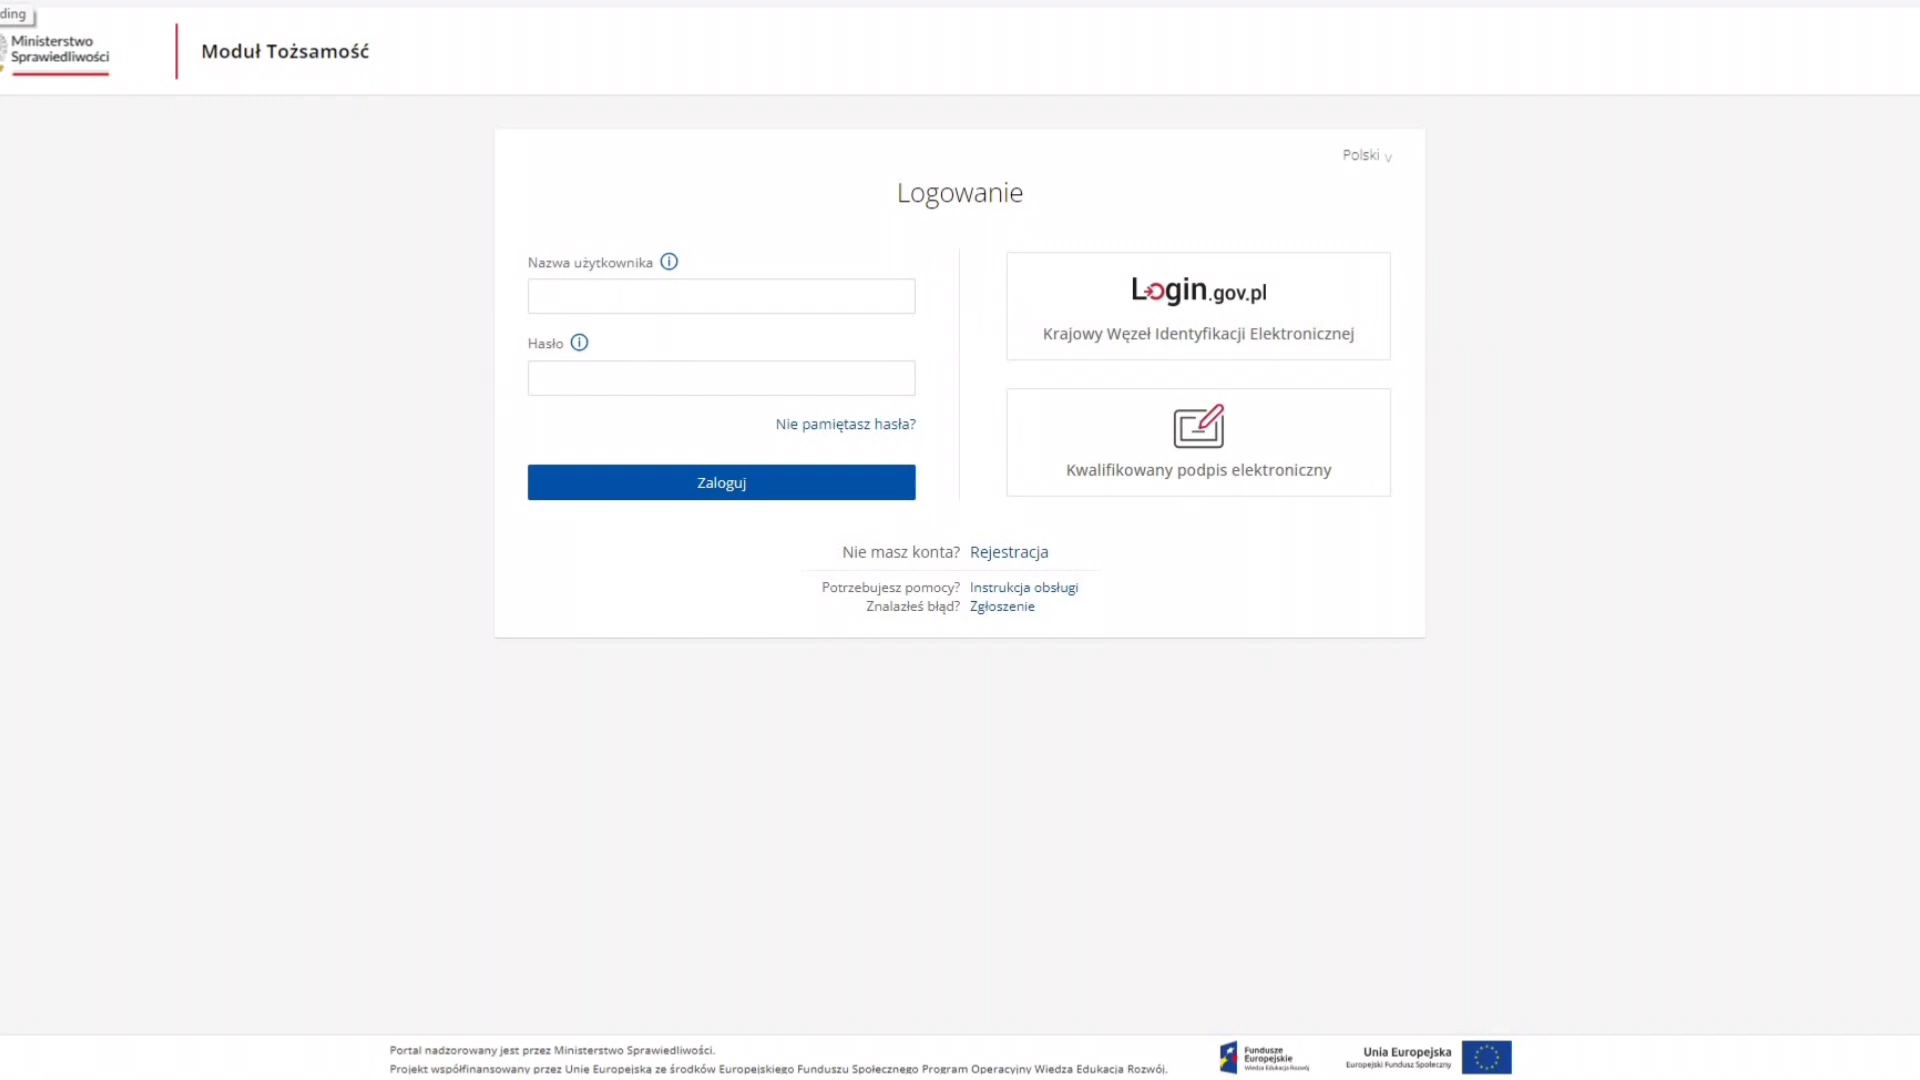 ding
Ministerstwo
Sprawiedliwości
Moduł Tożsamość
Polski
Logowanie
Nazwa użytkownika
Hasło
Nie pamiętasz hasła?
Zaloguj
Login.gov.pl
Krajowy Węzeł Identyfikacji Elektronicznej
Kwalifikowany podpis elektroniczny
Nie masz konta? Rejestracja
Potrzebujesz pomocy? Instrukcja obsługi
Znalazłeś błąd? Zgłoszenie
Portal nadzorowany jest przez Ministerstwo Sprawiedliwości.
Projekt współfinansowany przez Unię Europejską ze środków Europejskiego Funduszu Społecznego Program Operacyjny Wiedza Edukacja Rozwój.
Fundusze
Europejskie
Wiedza Edukacja Rozwój
Unia Europejska
Europejski Fundusz Społeczny